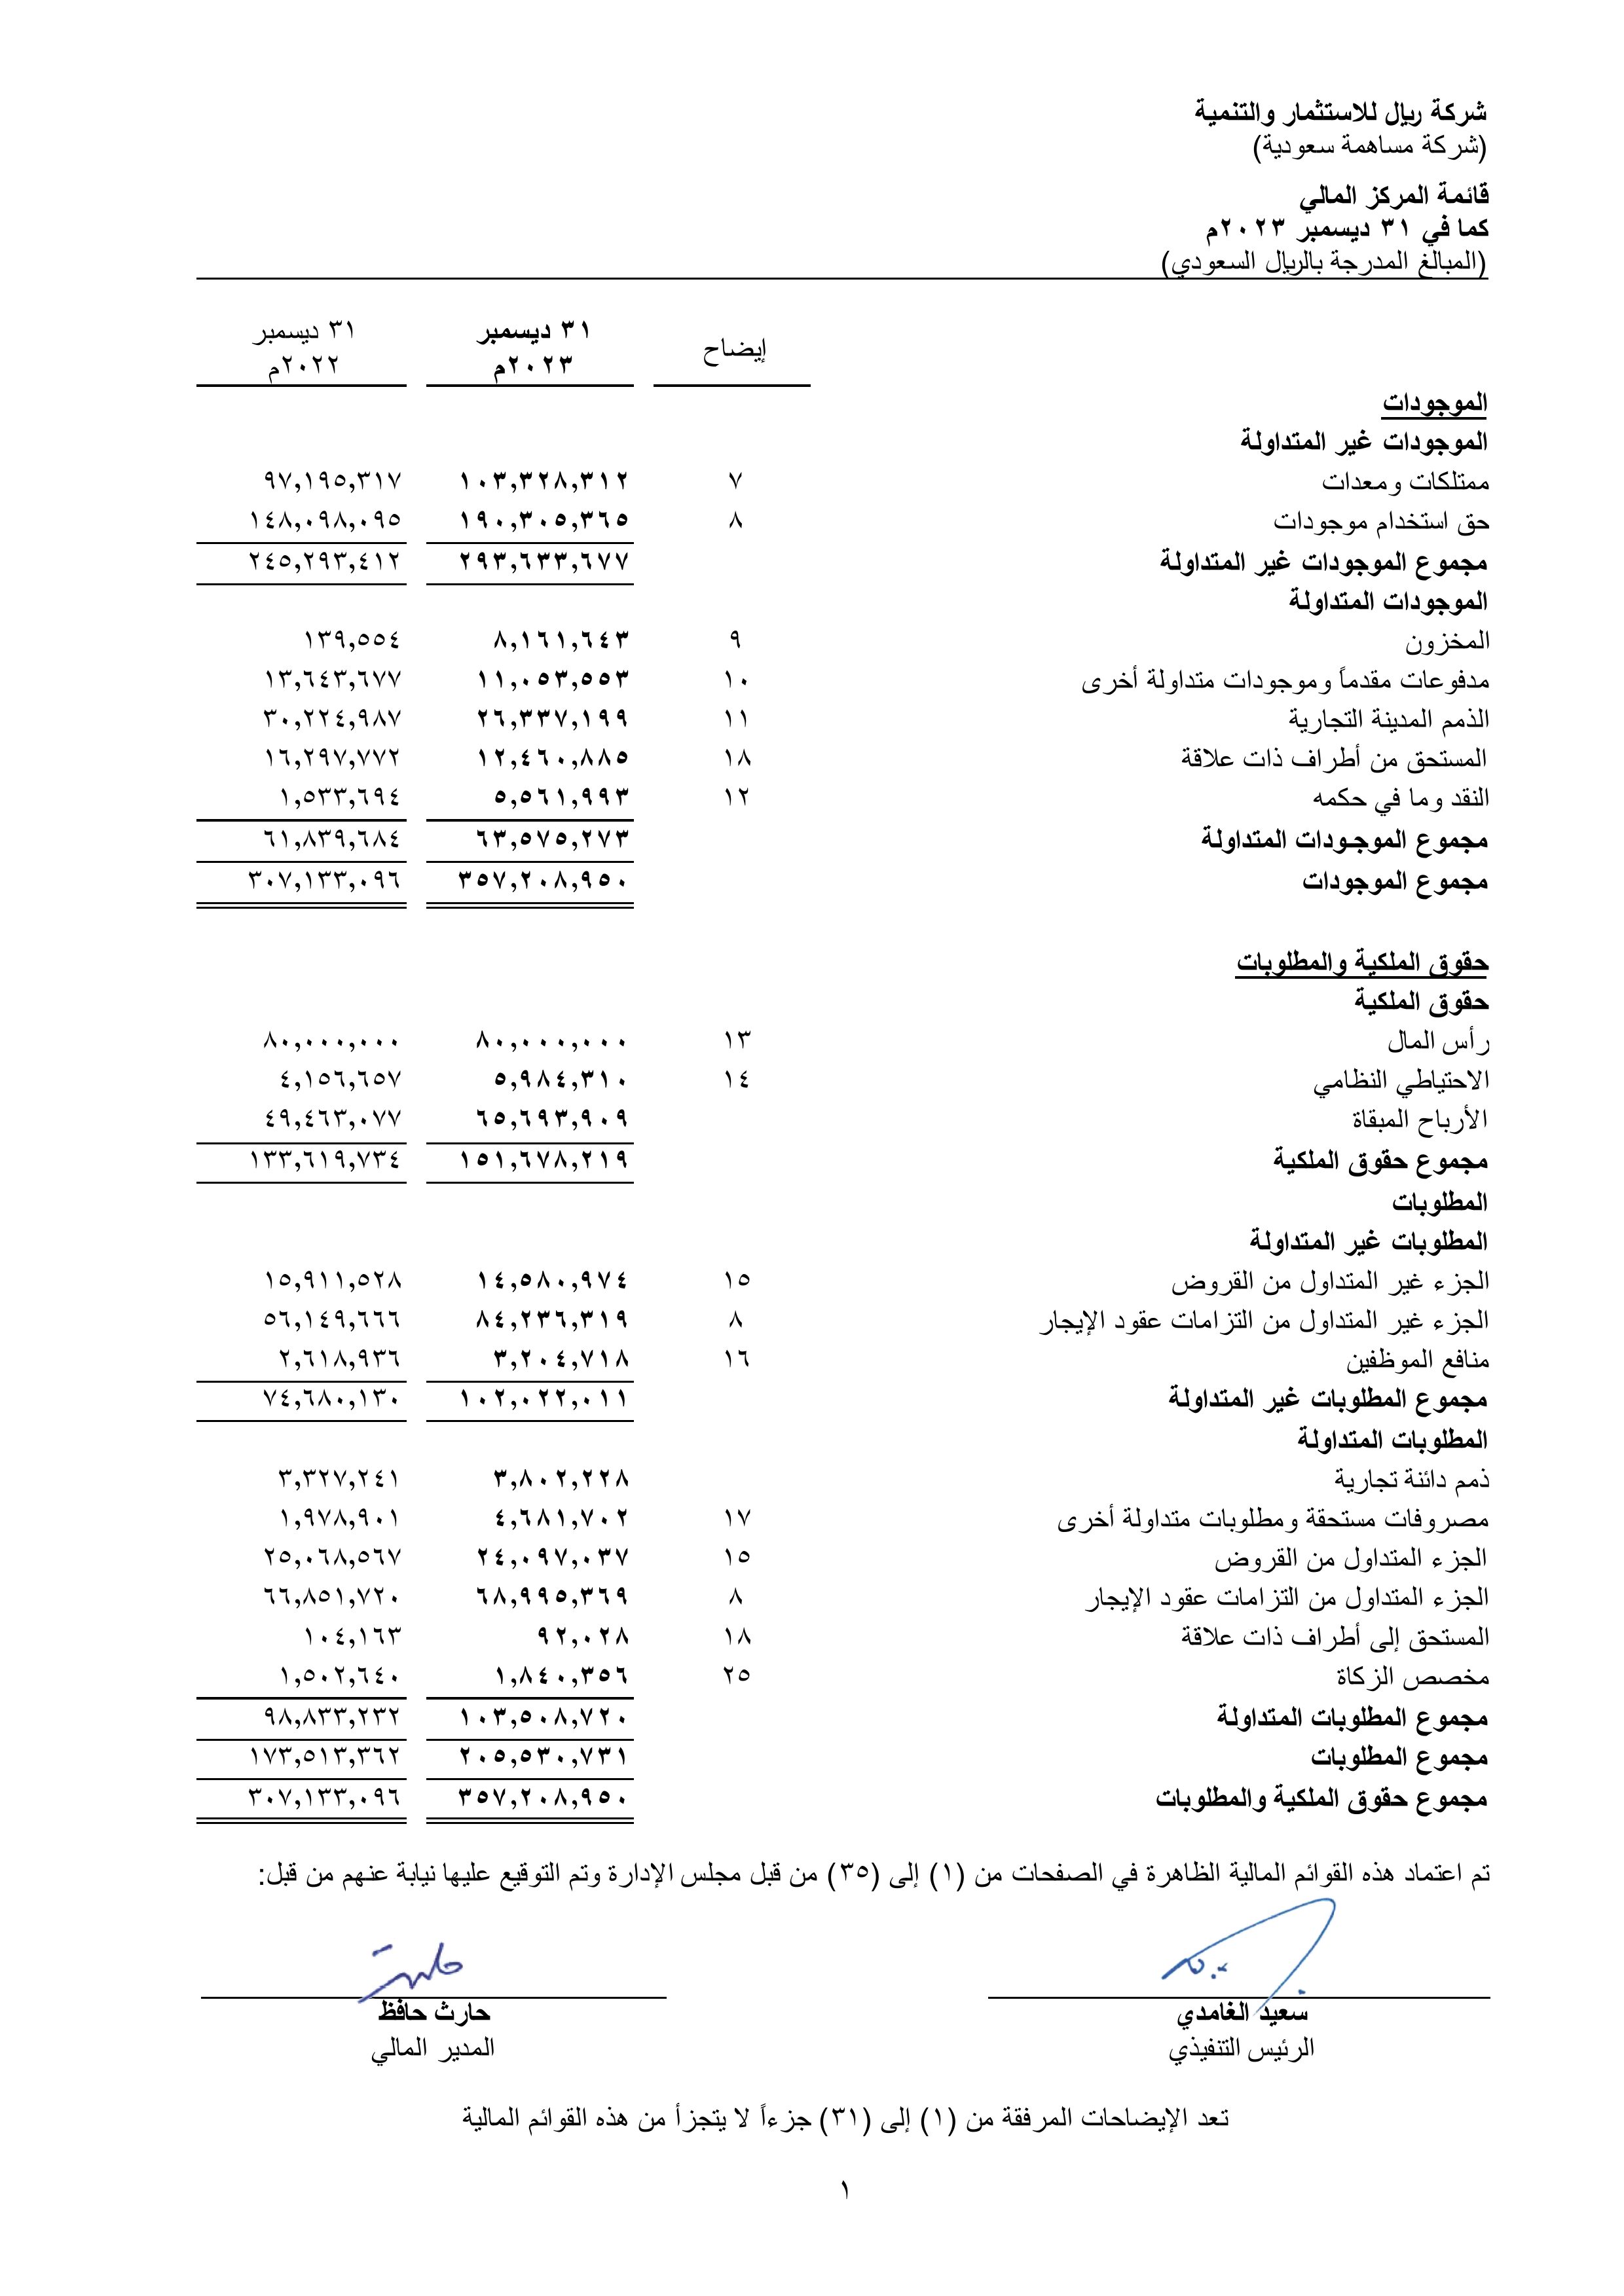 شركة ريال للاستثمار والتنمية
(شركة مساهمة سعودية)
قائمة المركز المالي
كما في ٣١ ديسمبر ٢٠٢٣م
(المبالغ المدرجة بالريال السعودي)
إيضاح ٣١ ديسمبر ٢٠٢٣م ٣١ ديسمبر ٢٠٢٢م
الموجودات
الموجودات غير المتداولة
ممتلكات ومعدات ٧ ١٠٣,٣٢٨,٣١٢ ٩٧,١٩٥,٣١٧
حق استخدام موجودات ٨ ١٩٠,٣٠٥,٣٦٥ ١٤٨,٠٩٨,٠٩٥
مجموع الموجودات غير المتداولة ٢٩٣,٦٣٣,٦٧٧ ٢٤٥,٢٩٣,٤١٢
الموجودات المتداولة
المخزون ٩ ٨,١٦١,٦٤٣ ١٣٩,٥٥٤
مدفوعات مقدماً وموجودات متداولة أخرى ١٠ ١١,٠٥٣,٥٥٣ ١٣,٦٤٣,٦٧٧
الذمم المدينة التجارية ١١ ٢٦,٣٣٧,١٩٩ ٣٠,٢٢٤,٩٨٧
المستحق من أطراف ذات علاقة ١٨ ١٢,٤٦٠,٨٨٥ ١٦,٢٩٧,٧٧٢
النقد وما في حكمه ١٢ ٥,٥٦١,٩٩٣ ١,٥٣٣,٦٩٤
مجموع الموجودات المتداولة ٦٣,٥٧٥,٢٧٣ ٦١,٨٣٩,٦٨٤
مجموع الموجودات ٣٥٧,٢٠٨,٩٥٠ ٣٠٧,١٣٣,٠٩٦
حقوق الملكية والمطلوبات
حقوق الملكية
رأس المال ١٣ ٨٠,٠٠٠,٠٠٠ ٨٠,٠٠٠,٠٠٠
الاحتياطي النظامي ١٤ ٥,٩٨٤,٣١٠ ٤,١٥٦,٦٥٧
الأرباح المبقاة ٦٥,٦٩٣,٩٠٩ ٤٩,٤٦٣,٠٧٧
مجموع حقوق الملكية ١٥١,٦٧٨,٢١٩ ١٣٣,٦١٩,٧٣٤
المطلوبات
المطلوبات غير المتداولة
الجزء غير المتداول من القروض ١٥ ١٤,٥٨٠,٩٧٤ ١٥,٩١١,٥٢٨
الجزء غير المتداول من التزامات عقود الإيجار ٨ ٨٤,٢٣٦,٣١٩ ٥٦,١٤٩,٦٦٦
منافع الموظفين ١٦ ٣,٢٠٤,٧١٨ ٢,٦١٨,٩٣٦
مجموع المطلوبات غير المتداولة ١٠٢,٠٢٢,٠١١ ٧٤,٦٨٠,١٣٠
المطلوبات المتداولة
ذمم دائنة تجارية ٣,٨٠٢,٢٢٨ ٣,٣٢٧,٢٤١
مصروفات مستحقة ومطلوبات متداولة أخرى ١٧ ٤,٦٨١,٧٠٢ ١,٩٧٨,٩٠١
الجزء المتداول من القروض ١٥ ٢٤,٠٩٧,٠٣٧ ٢٥,٠٦٨,٥٦٧
الجزء المتداول من التزامات عقود الإيجار ٨ ٦٨,٩٩٥,٣٦٩ ٦٦,٨٥١,٧٢٠
المستحق إلى أطراف ذات علاقة ١٨ ٩٢,٠٢٨ ١٠٤,١٦٣
مخصص الزكاة ٢٥ ١,٨٤٠,٣٥٦ ١,٥٠٢,٦٤٠
مجموع المطلوبات المتداولة ١٠٣,٥٠٨,٧٢٠ ٩٨,٨٣٣,٢٣٢
مجموع المطلوبات ٢٠٥,٥٣٠,٧٣١ ١٧٣,٥١٣,٣٦٢
مجموع حقوق الملكية والمطلوبات ٣٥٧,٢٠٨,٩٥٠ ٣٠٧,١٣٣,٠٩٦
تم اعتماد هذه القوائم المالية الظاهرة في الصفحات من (١) إلى (٣٥) من قبل مجلس الإدارة وتم التوقيع عليها نيابة عنهم من قبل:
سعيد الغامدي حارث حافظ
الرئيس التنفيذي المدير المالي
تعد الإيضاحات المرفقة من (١) إلى (٣١) جزءاً لا يتجزأ من هذه القوائم المالية
١